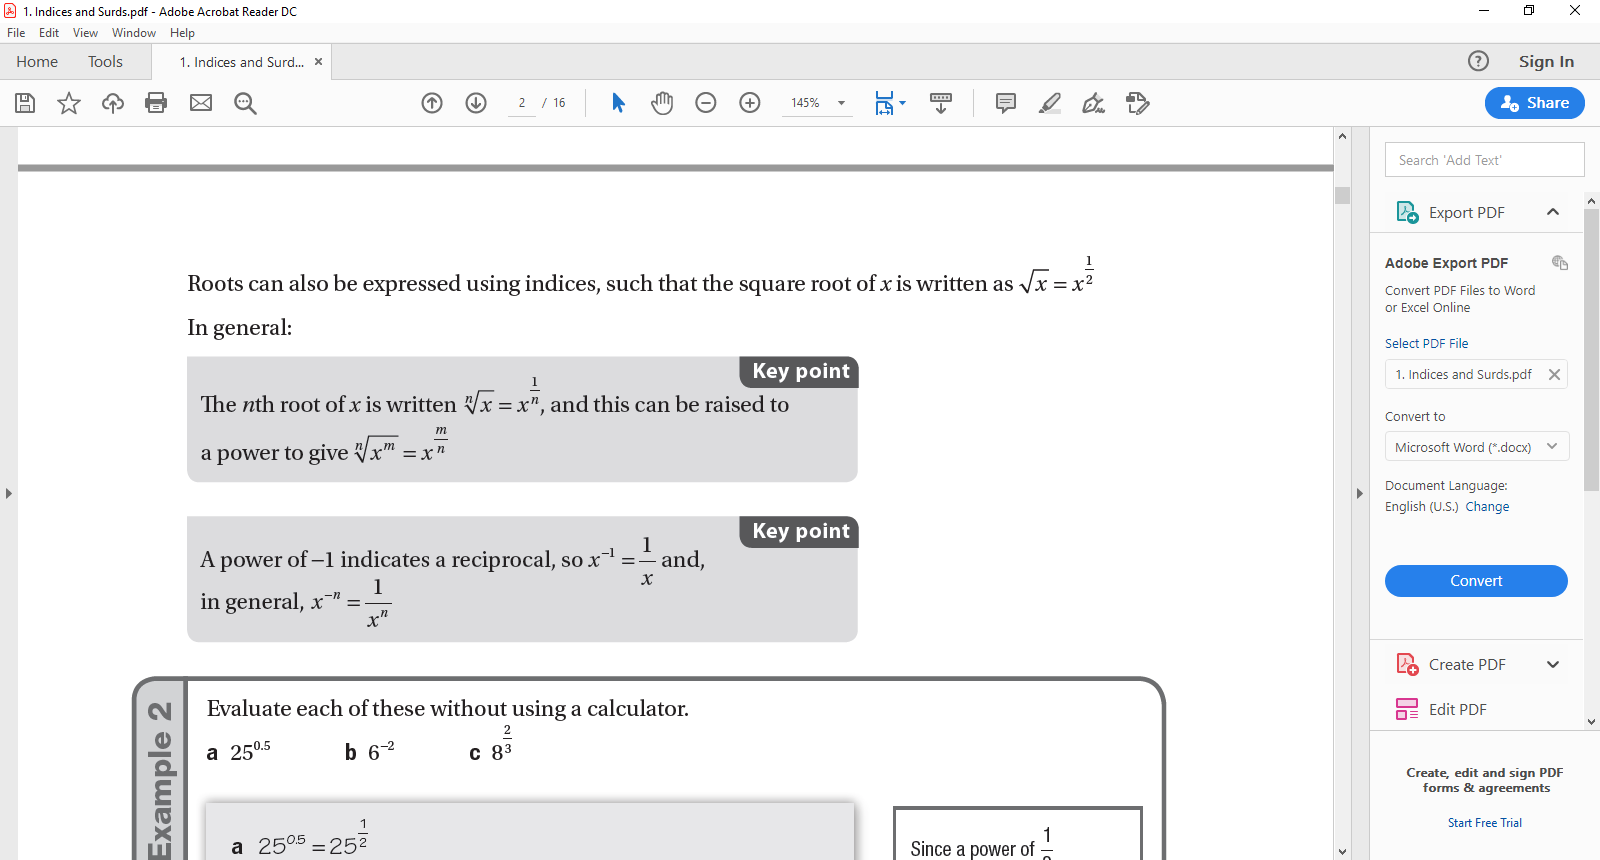 1. Indices and Surds.pdf - Adobe Acrobat Reader DC
File Edit View Window Help
Home Tools 1. Indices and Surd... × Sign In
2 / 16 145% Share
Search 'Add Text'
Export PDF
Adobe Export PDF
Convert PDF Files to Word
or Excel Online
Select PDF File
1. Indices and Surds.pdf
Convert to
Microsoft Word (*.docx)
Document Language:
English (U.S.) Change
Convert
Create PDF
Edit PDF
Create, edit and sign PDF
forms & agreements
Start Free Trial
Roots can also be expressed using indices, such that the square root of x is written as √x = x^(1/2)
In general:
Key point
The nth root of x is written ⁿ√x = x^(1/n), and this can be raised to
a power to give ⁿ√(x^m) = x^(m/n)
Key point
A power of –1 indicates a reciprocal, so x⁻¹ = 1/x and,
in general, x⁻ⁿ = 1/xⁿ
Example 2
Evaluate each of these without using a calculator.
a 25^0.5 b 6⁻² c 8^(2/3)
a 25^0.5 = 25^(1/2)
Since a power of 1